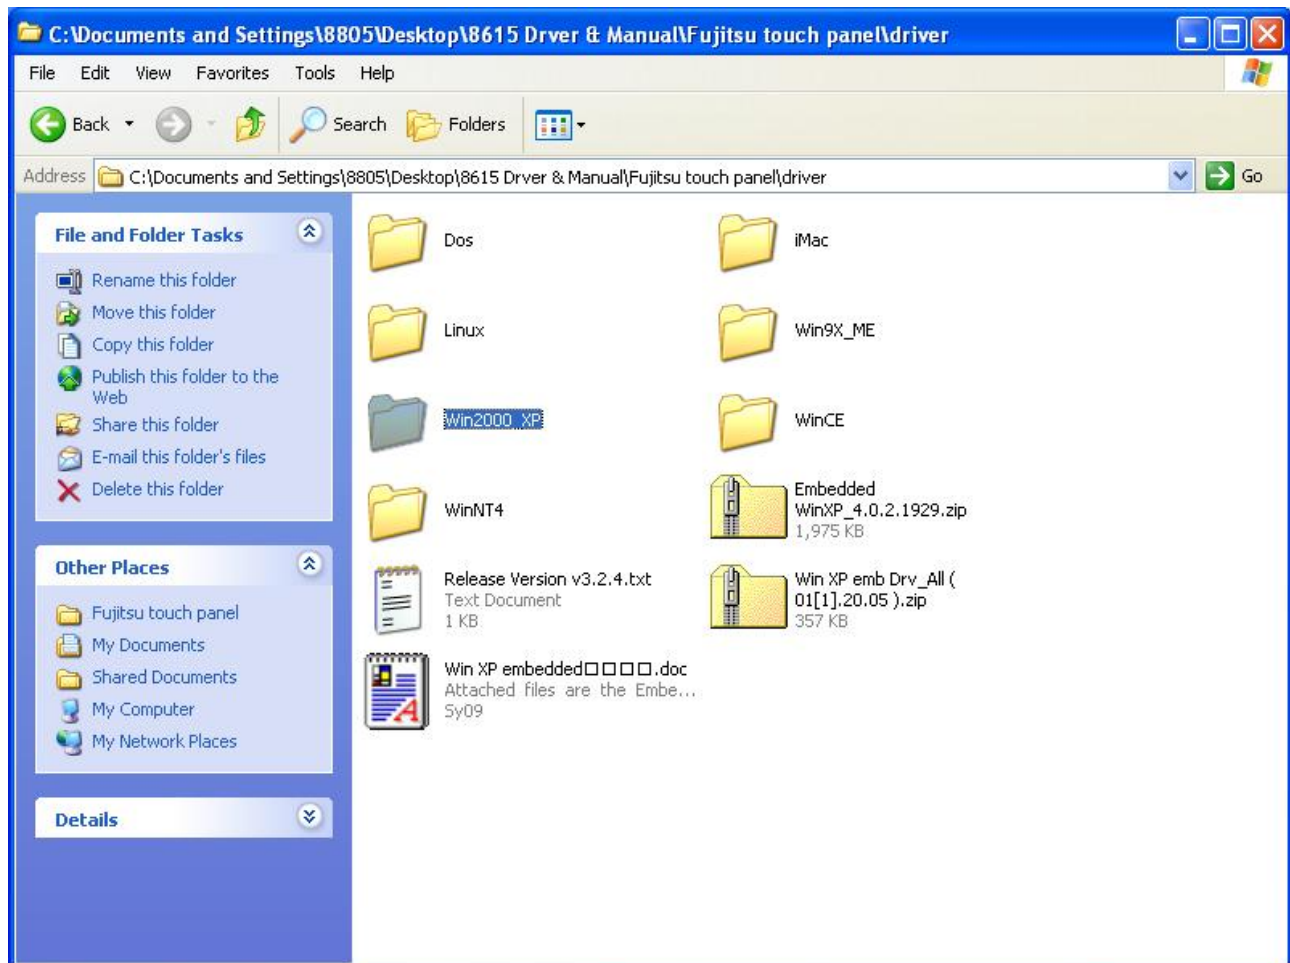 C:\Documents and Settings\8805\Desktop\8615 Drver & Manual\Fujitsu touch panel\driver
File Edit View Favorites Tools Help
Back Search Folders
Address C:\Documents and Settings\8805\Desktop\8615 Drver & Manual\Fujitsu touch panel\driver Go
File and Folder Tasks
Rename this folder
Move this folder
Copy this folder
Publish this folder to the
Web
Share this folder
E-mail this folder's files
Delete this folder
Other Places
Fujitsu touch panel
My Documents
Shared Documents
My Computer
My Network Places
Details
Dos
iMac
Linux
Win9X_ME
Win2000_XP
WinCE
WinNT4
Embedded
WinXP_4.0.2.1929.zip
1,975 KB
Release Version v3.2.4.txt
Text Document
1 KB
Win XP emb Drv_All (
01[1].20.05 ).zip
357 KB
Win XP embedded□□□□.doc
Attached files are the Embe...
Sy09